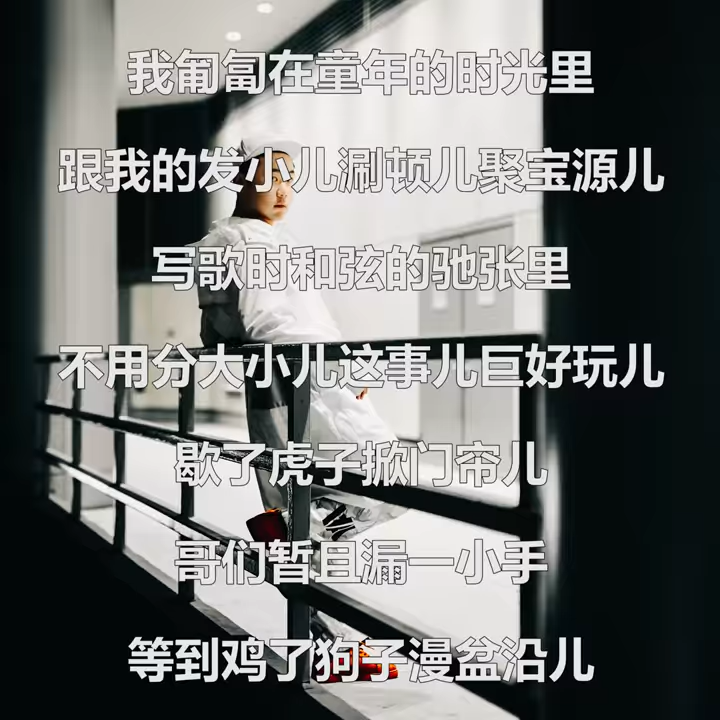 我匍匐在童年的时光里
跟我的发小儿涮顿儿聚宝源儿
写歌时和弦的驰张里
不用分大小儿这事儿巨好玩儿
歇了虎子掀门帘儿
哥们暂且漏一小手
等到鸡了狗子漫盆沿儿